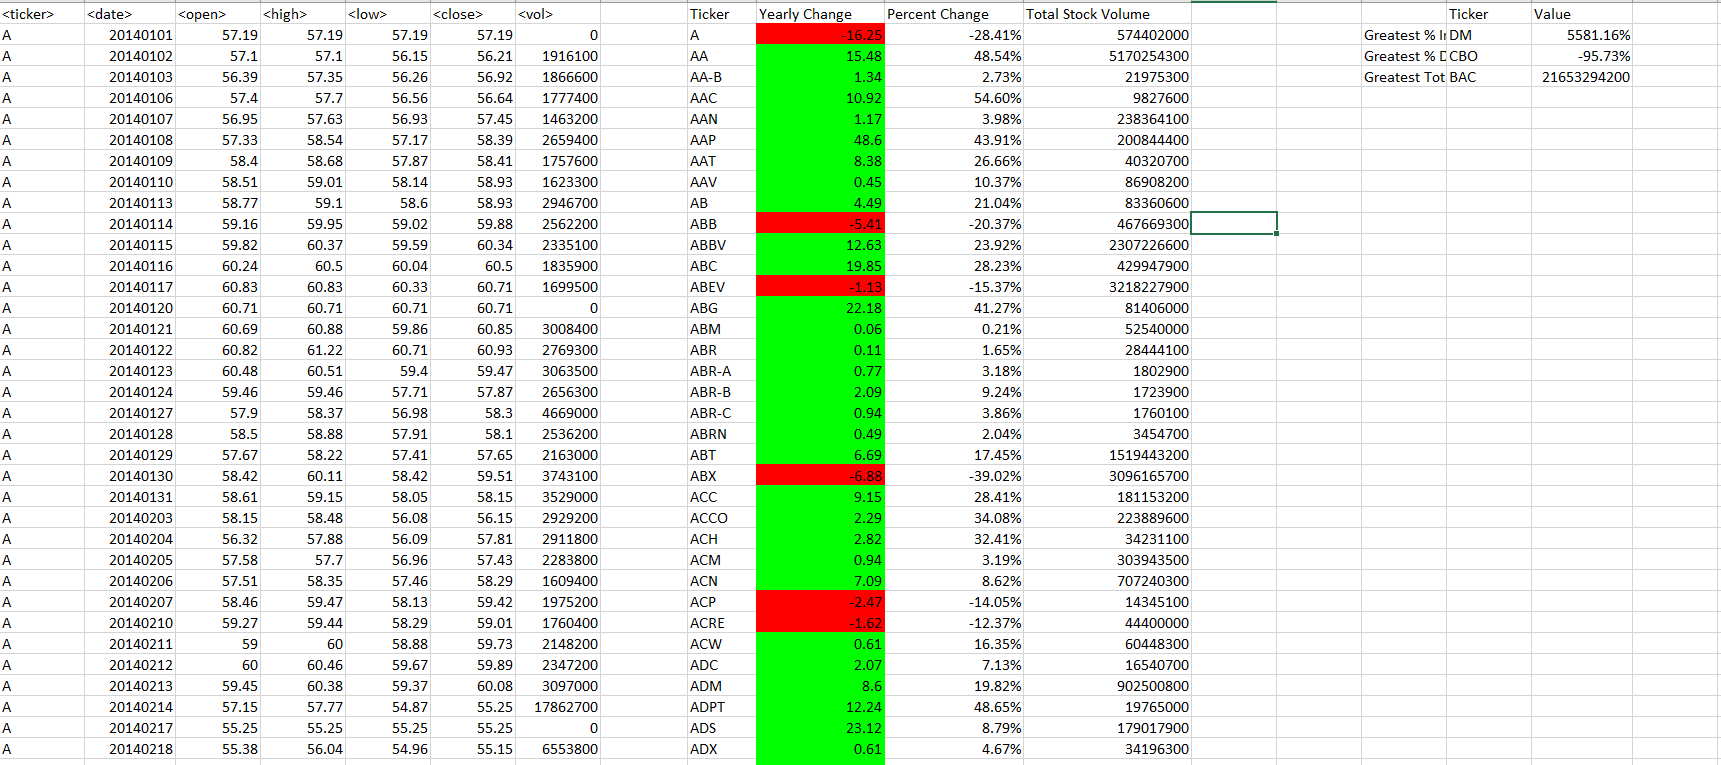 <ticker> <date> <open> <high> <low> <close> <vol> Ticker Yearly Change Percent Change Total Stock Volume Ticker Value
A 20140101 57.19 57.19 57.19 57.19 0 A -16.25 -28.41% 574402000 Greatest % I DM 5581.16%
A 20140102 57.1 57.1 56.15 56.21 1916100 AA 15.48 48.54% 5170254300 Greatest % D CBO -95.73%
A 20140103 56.39 57.35 56.26 56.92 1866600 AA-B 1.34 2.73% 21975300 Greatest Tot BAC 21653294200
A 20140106 57.4 57.7 56.56 56.64 1777400 AAC 10.92 54.60% 9827600
A 20140107 56.95 57.63 56.93 57.45 1463200 AAN 1.17 3.98% 238364100
A 20140108 57.33 58.54 57.17 58.39 2659400 AAP 48.6 43.91% 200844400
A 20140109 58.4 58.68 57.87 58.41 1757600 AAT 8.38 26.66% 40320700
A 20140110 58.51 59.01 58.14 58.93 1623300 AAV 0.45 10.37% 86908200
A 20140113 58.77 59.1 58.6 58.93 2946700 AB 4.49 21.04% 83360600
A 20140114 59.16 59.95 59.02 59.88 2562200 ABB -5.41 -20.37% 467669300
A 20140115 59.82 60.37 59.59 60.34 2335100 ABBV 12.63 23.92% 2307226600
A 20140116 60.24 60.5 60.04 60.5 1835900 ABC 19.85 28.23% 429947900
A 20140117 60.83 60.83 60.33 60.71 1699500 ABEV -1.13 -15.37% 3218227900
A 20140120 60.71 60.71 60.71 60.71 0 ABG 22.18 41.27% 81406000
A 20140121 60.69 60.88 59.86 60.85 3008400 ABM 0.06 0.21% 52540000
A 20140122 60.82 61.22 60.71 60.93 2769300 ABR 0.11 1.65% 28444100
A 20140123 60.48 60.51 59.4 59.47 3063500 ABR-A 0.77 3.18% 1802900
A 20140124 59.46 59.46 57.71 57.87 2656300 ABR-B 2.09 9.24% 1723900
A 20140127 57.9 58.37 56.98 58.3 4669000 ABR-C 0.94 3.86% 1760100
A 20140128 58.5 58.88 57.91 58.1 2536200 ABRN 0.49 2.04% 3454700
A 20140129 57.67 58.22 57.41 57.65 2163000 ABT 6.69 17.45% 1519443200
A 20140130 58.42 60.11 58.42 59.51 3743100 ABX -6.88 -39.02% 3096165700
A 20140131 58.61 59.15 58.05 58.15 3529000 ACC 9.15 28.41% 181153200
A 20140203 58.15 58.48 56.08 56.15 2929200 ACCO 2.29 34.08% 223889600
A 20140204 56.32 57.88 56.09 57.81 2911800 ACH 2.82 32.41% 34231100
A 20140205 57.58 57.7 56.96 57.43 2283800 ACM 0.94 3.19% 303943500
A 20140206 57.51 58.35 57.46 58.29 1609400 ACN 7.09 8.62% 707240300
A 20140207 58.46 59.47 58.13 59.42 1975200 ACP -2.47 -14.05% 14345100
A 20140210 59.27 59.44 58.29 59.01 1760400 ACRE -1.62 -12.37% 44400000
A 20140211 59 60 58.88 59.73 2148200 ACW 0.61 16.35% 60448300
A 20140212 60 60.46 59.67 59.89 2347200 ADC 2.07 7.13% 16540700
A 20140213 59.45 60.38 59.37 60.08 3097000 ADM 8.6 19.82% 902500800
A 20140214 57.15 57.77 54.87 55.25 17862700 ADPT 12.24 48.65% 19765000
A 20140217 55.25 55.25 55.25 55.25 0 ADS 23.12 8.79% 179017900
A 20140218 55.38 56.04 54.96 55.15 6553800 ADX 0.61 4.67% 34196300